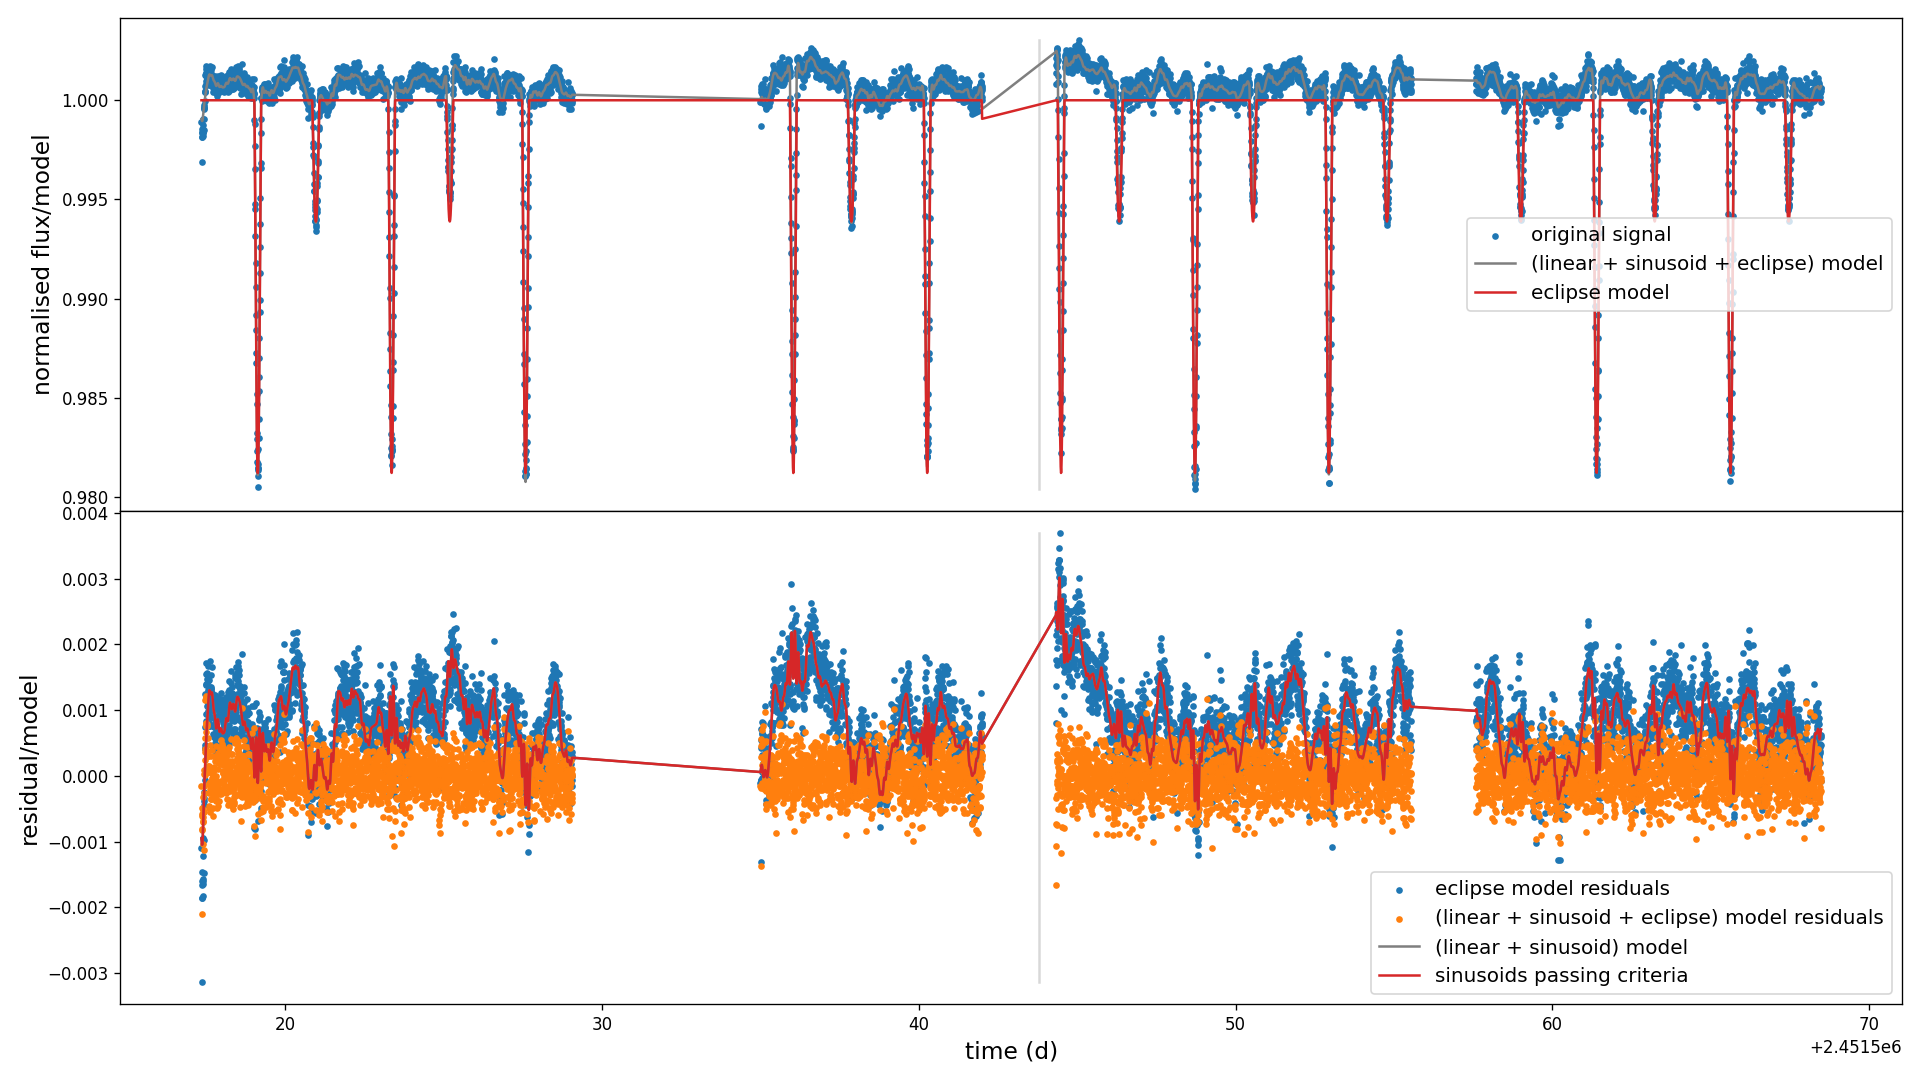 1.000
0.995
0.990
0.985
0.980
normalised flux/model
original signal
(linear + sinusoid + eclipse) model
eclipse model
0.004
0.003
0.002
0.001
0.000
−0.001
−0.002
−0.003
residual/model
eclipse model residuals
(linear + sinusoid + eclipse) model residuals
(linear + sinusoid) model
sinusoids passing criteria
20 30 40 50 60 70
time (d)
+2.4515e6